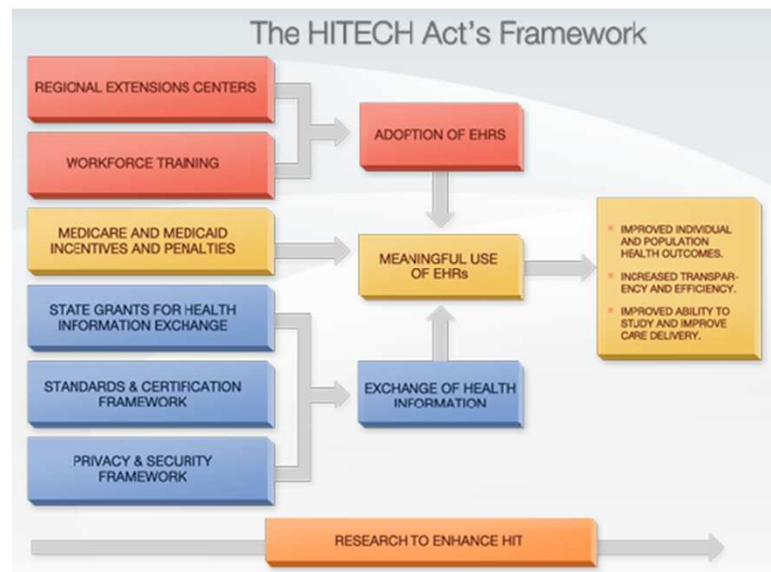 The HITECH Act's Framework
REGIONAL EXTENSIONS CENTERS
WORKFORCE TRAINING
MEDICARE AND MEDICAID
INCENTIVES AND PENALTIES
STATE GRANTS FOR HEALTH
INFORMATION EXCHANGE
STANDARDS & CERTIFICATION
FRAMEWORK
PRIVACY & SECURITY
FRAMEWORK
ADOPTION OF EHRS
MEANINGFUL USE
OF EHRs
EXCHANGE OF HEALTH
INFORMATION
IMPROVED INDIVIDUAL
AND POPULATION
HEALTH OUTCOMES.
INCREASED TRANSPAR-
ENCY AND EFFICIENCY.
IMPROVED ABILITY TO
STUDY AND IMPROVE
CARE DELIVERY.
RESEARCH TO ENHANCE HIT